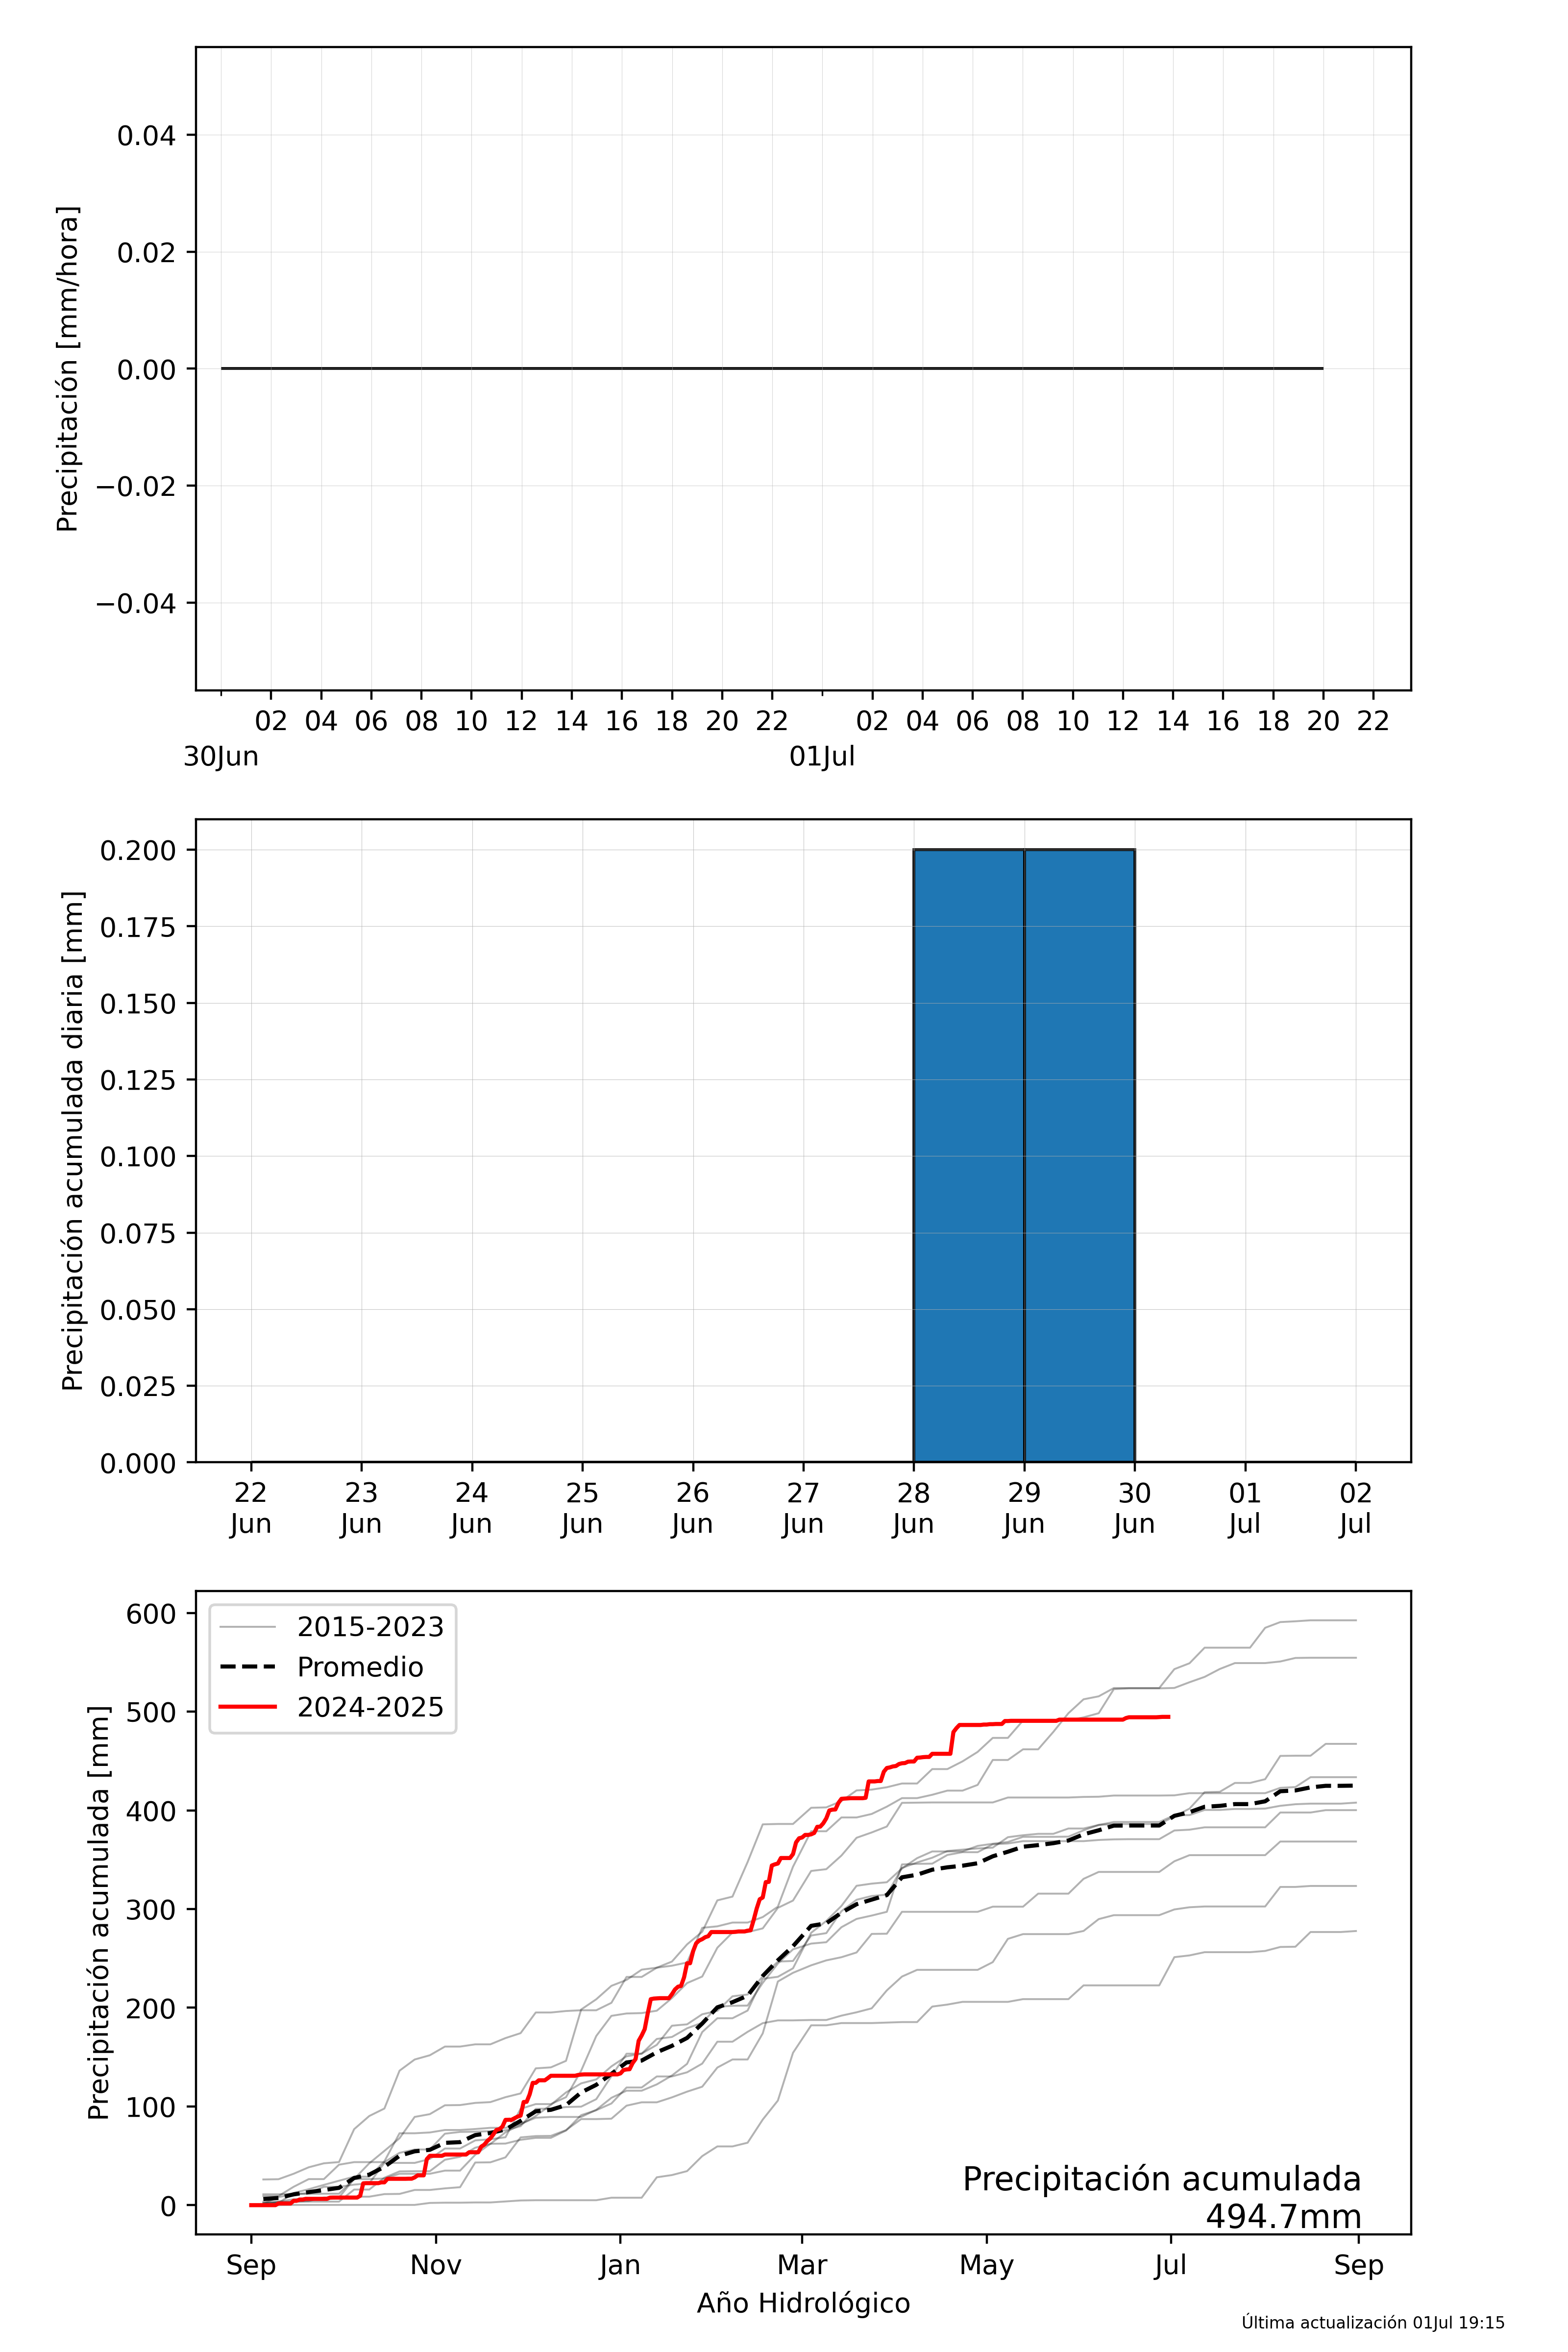 Precipitación [mm/hora]
0.04
0.02
0.00
−0.02
−0.04
02 04 06 08 10 12 14 16 18 20 22 02 04 06 08 10 12 14 16 18 20 22
30Jun 01Jul
Precipitación acumulada diaria [mm]
0.200
0.175
0.150
0.125
0.100
0.075
0.050
0.025
0.000
22 23 24 25 26 27 28 29 30 01 02
Jun Jun Jun Jun Jun Jun Jun Jun Jun Jul Jul
Precipitación acumulada [mm]
600
500
400
300
200
100
0
2015-2023
Promedio
2024-2025
Precipitación acumulada
494.7mm
Sep Nov Jan Mar May Jul Sep
Año Hidrológico
Última actualización 01Jul 19:15